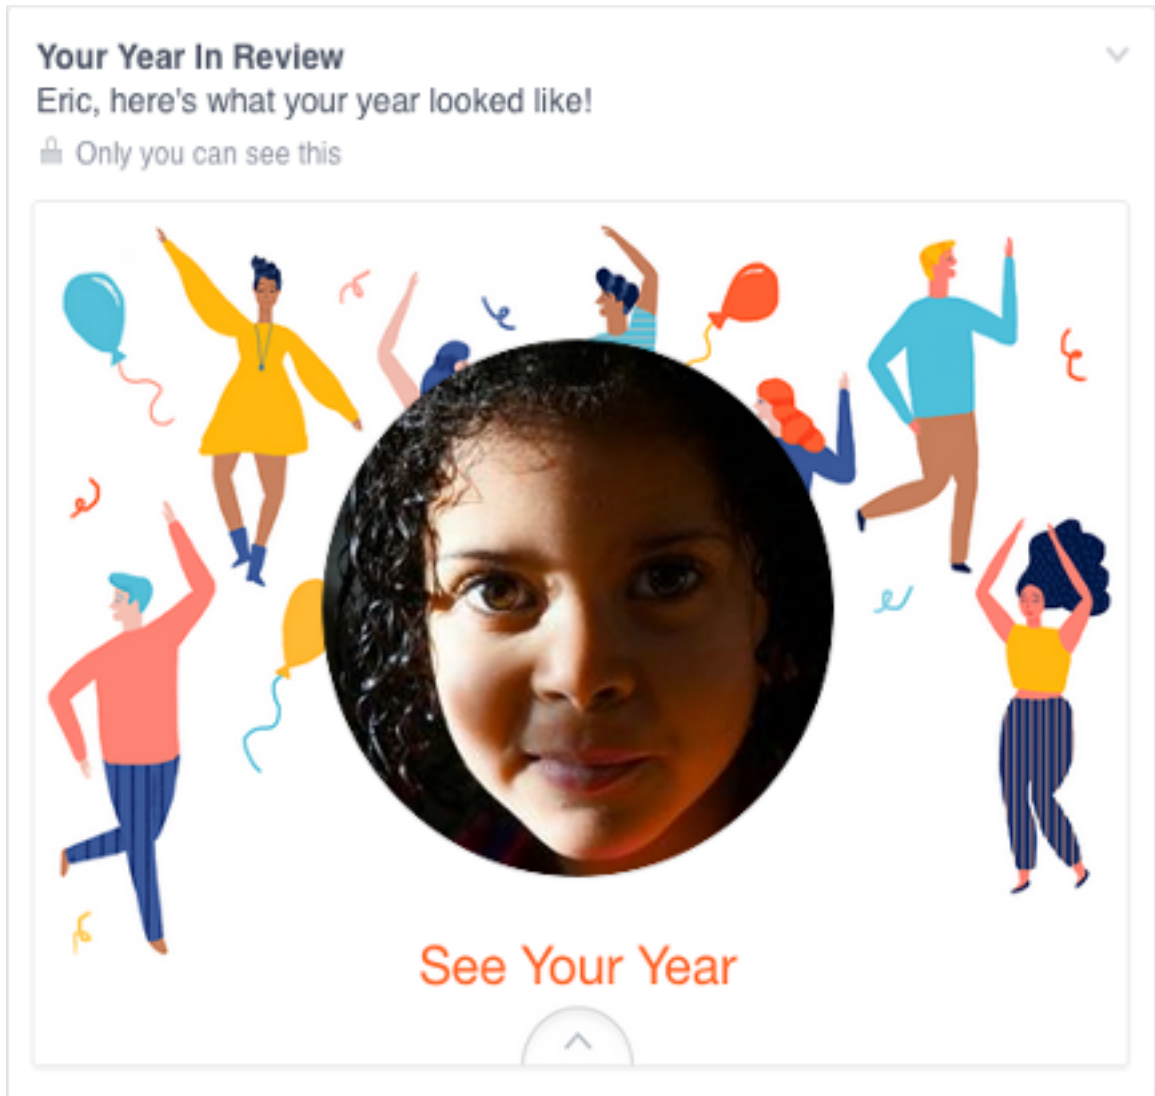 Your Year In Review
Eric, here's what your year looked like!
Only you can see this
See Your Year